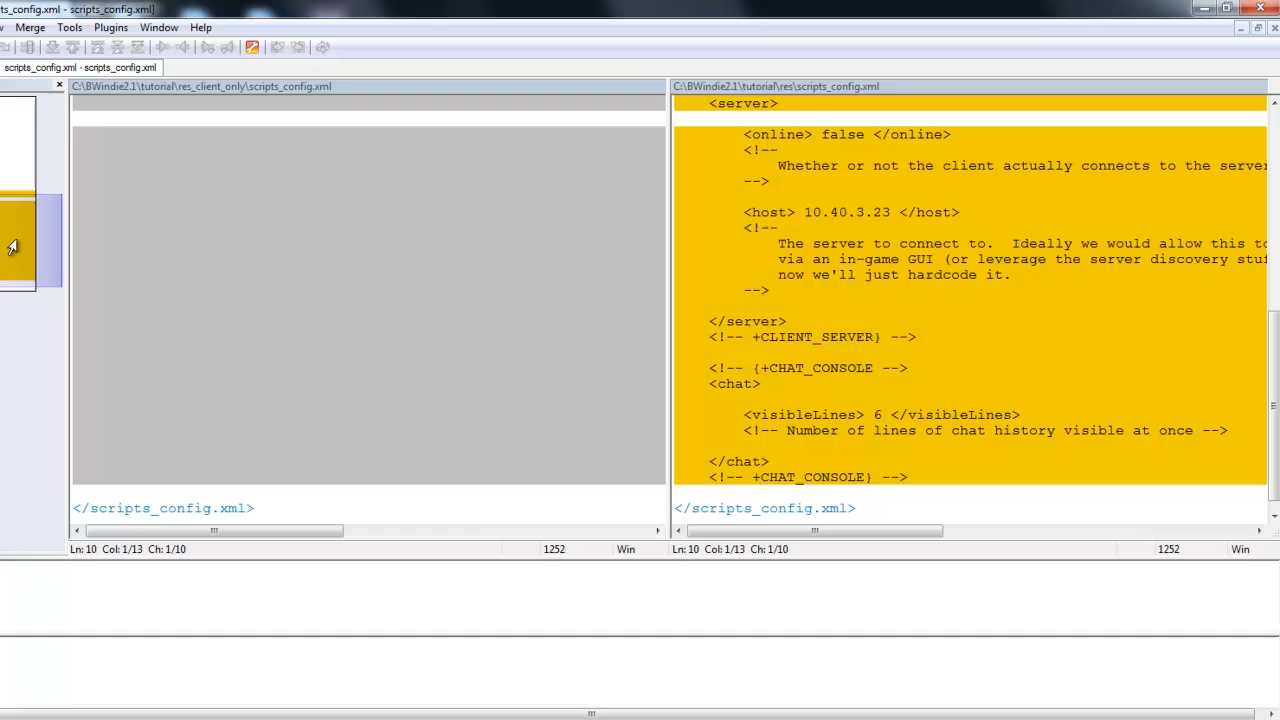 pts_config.xml - scripts_config.xml]
Merge Tools Plugins Window Help
scripts_config.xml - scripts_config.xml
C:\BWindie2.1\tutorial\res_client_only\scripts_config.xml
C:\BWindie2.1\tutorial\res\scripts_config.xml
<server>
<online> false </online>
<!--
Whether or not the client actually connects to the server
-->
<host> 10.40.3.23 </host>
<!--
The server to connect to.  Ideally we would allow this to
via an in-game GUI (or leverage the server discovery stuf
now we'll just hardcode it.
-->
</server>
<!-- +CLIENT_SERVER} -->
<!-- {+CHAT_CONSOLE -->
<chat>
<visibleLines> 6 </visibleLines>
<!-- Number of lines of chat history visible at once -->
</chat>
<!-- +CHAT_CONSOLE} -->
</scripts_config.xml>
</scripts_config.xml>
Ln: 10 Col: 1/13 Ch: 1/10 1252 Win
Ln: 10 Col: 1/13 Ch: 1/10 1252 Win